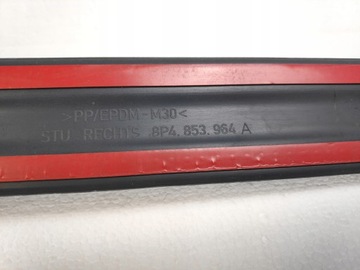 >PP/EPDM-M30<
STU RECHTS 8P4.853.964 A